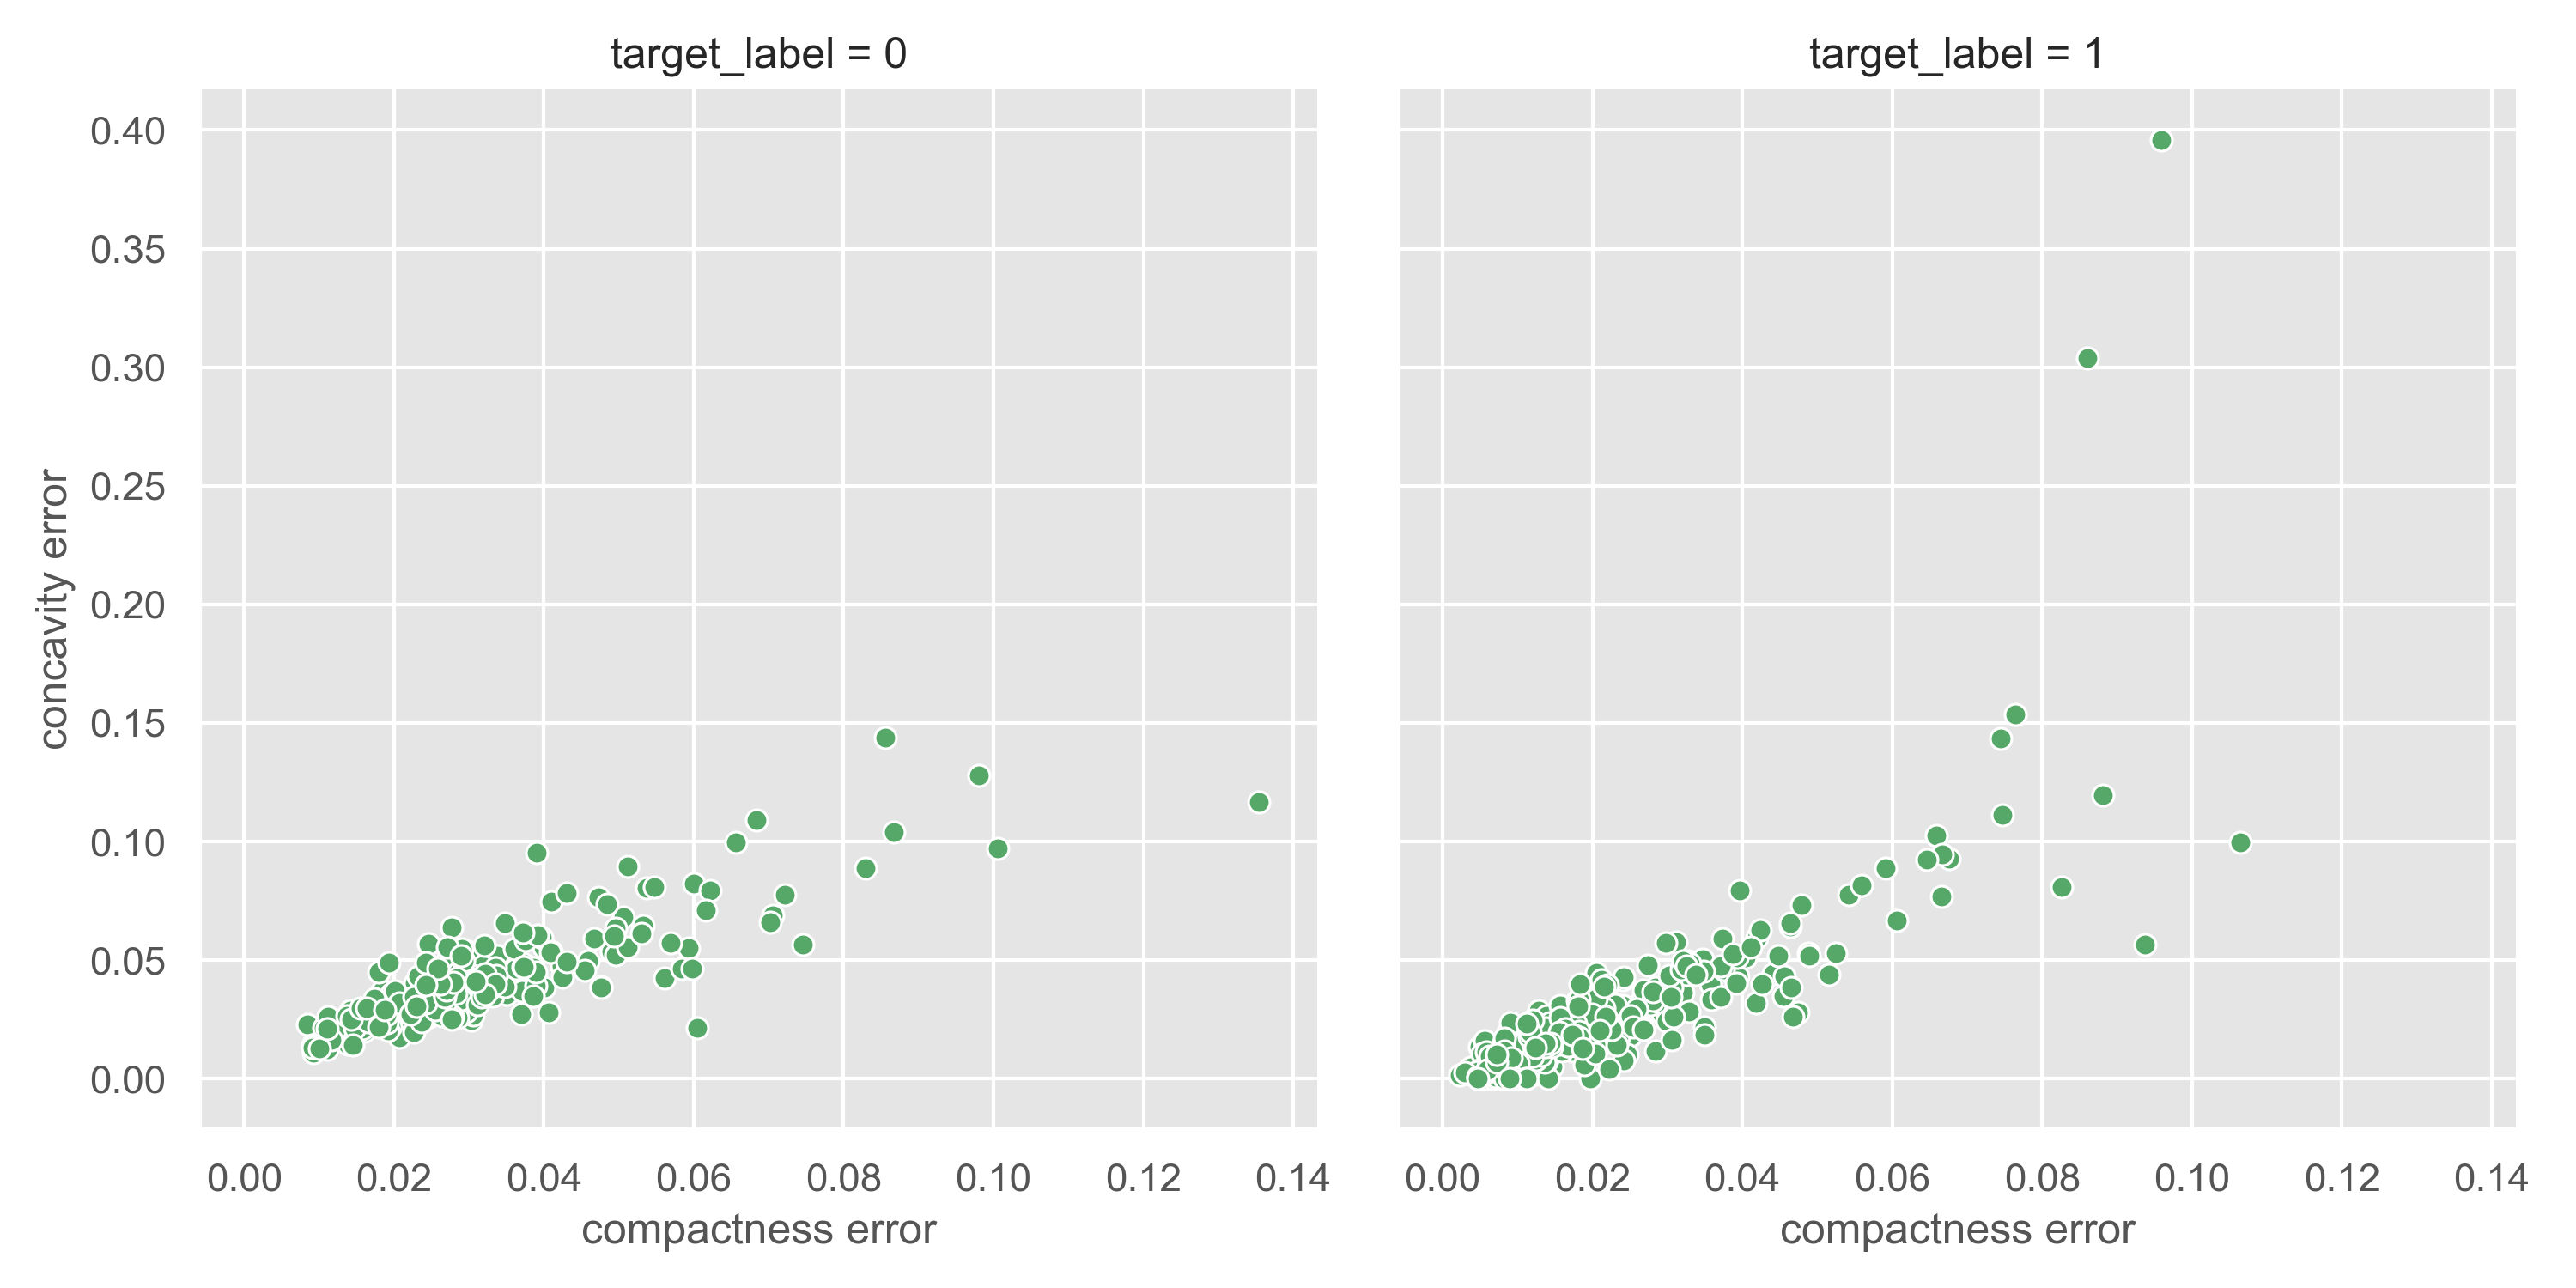 target_label = 0
target_label = 1
concavity error
0.40
0.35
0.30
0.25
0.20
0.15
0.10
0.05
0.00
0.00 0.02 0.04 0.06 0.08 0.10 0.12 0.14
0.00 0.02 0.04 0.06 0.08 0.10 0.12 0.14
compactness error
compactness error